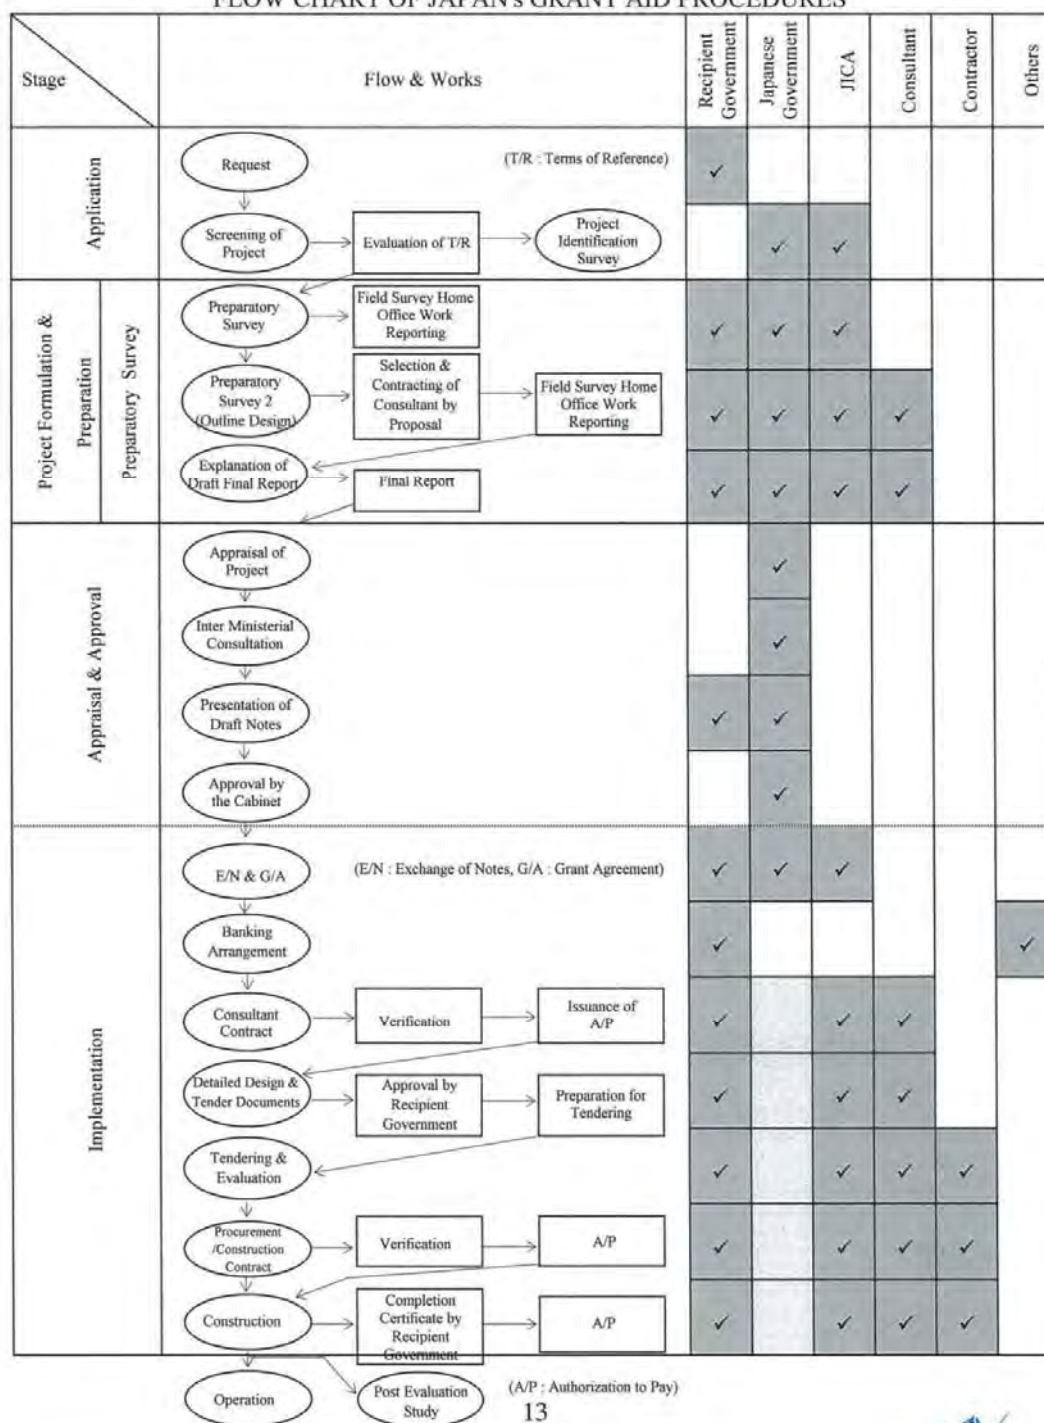 FLOW CHART OF JAPAN's GRANT AID PROCEDURES
Stage
Flow & Works
Recipient
Government
Japanese
Government
JICA
Consultant
Contractor
Others
Application
Request
(T/R : Terms of Reference)
✓
Screening of
Project
Evaluation of T/R
Project
Identification
Survey
✓ ✓
Project Formulation &
Preparation
Preparatory Survey
Preparatory
Survey
Field Survey Home
Office Work
Reporting
✓ ✓ ✓
Preparatory
Survey 2
(Outline Design)
Selection &
Contracting of
Consultant by
Proposal
Field Survey Home
Office Work
Reporting
✓ ✓ ✓ ✓
Explanation of
Draft Final Report
Final Report
✓ ✓ ✓ ✓
Appraisal & Approval
Appraisal of
Project
✓
Inter Ministerial
Consultation
✓
Presentation of
Draft Notes
✓ ✓
Approval by
the Cabinet
✓
Implementation
E/N & G/A
(E/N : Exchange of Notes, G/A : Grant Agreement)
✓ ✓ ✓
Banking
Arrangement
✓ ✓
Consultant
Contract
Verification
Issuance of
A/P
✓ ✓ ✓
Detailed Design &
Tender Documents
Approval by
Recipient
Government
Preparation for
Tendering
✓ ✓ ✓
Tendering &
Evaluation
✓ ✓ ✓ ✓
Procurement
/Construction
Contract
Verification
A/P
✓ ✓ ✓ ✓
Construction
Completion
Certificate by
Recipient
Government
A/P
✓ ✓ ✓ ✓
Operation
Post Evaluation
Study
(A/P : Authorization to Pay)
13